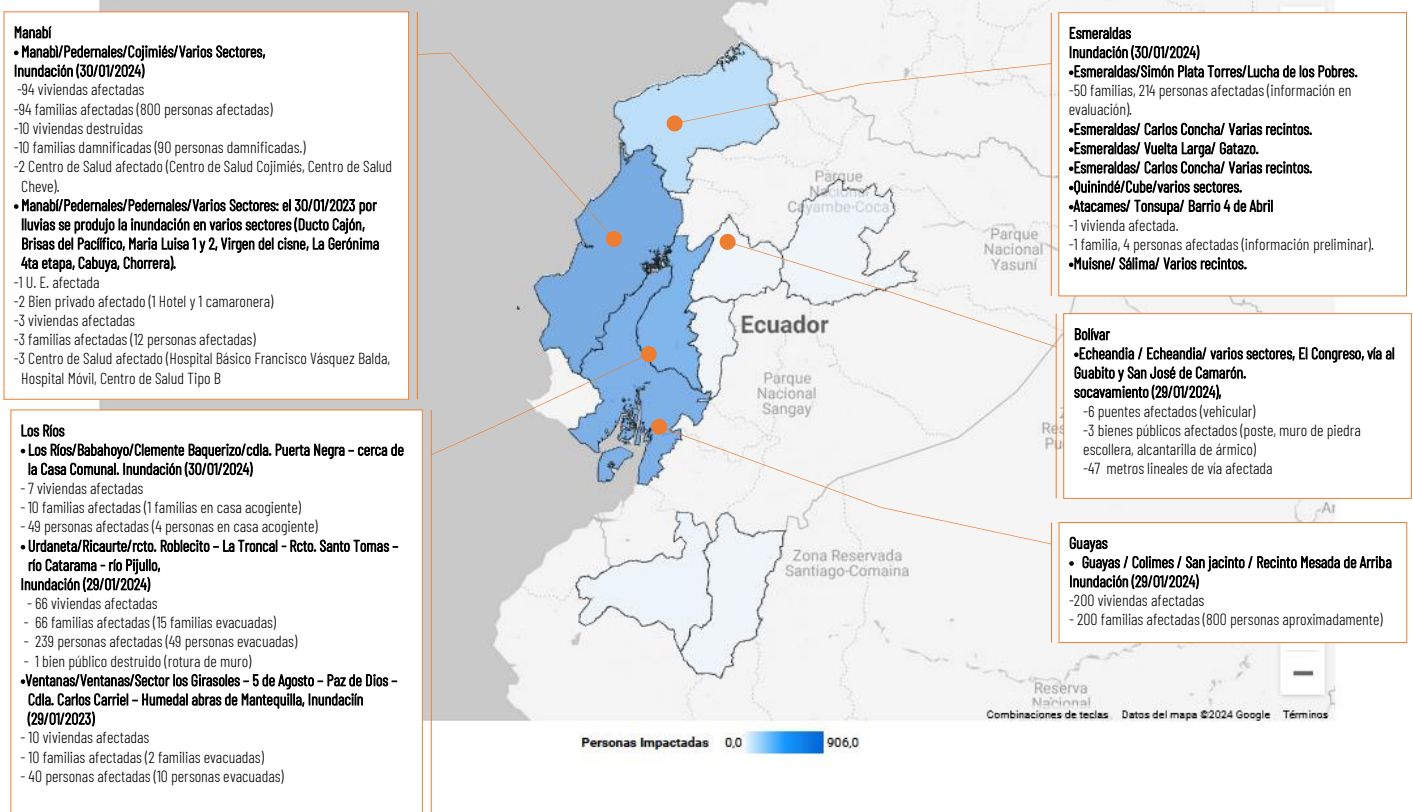 Manabí
• Manabì/Pedernales/Cojimiés/Varios Sectores,
Inundación (30/01/2024)
-94 viviendas afectadas
-94 familias afectadas (800 personas afectadas)
-10 viviendas destruidas
-10 familias damnificadas (90 personas damnificadas.)
-2 Centro de Salud afectado (Centro de Salud Cojimiés, Centro de Salud
Cheve).
• Manabí/Pedernales/Pedernales/Varios Sectores: el 30/01/2023 por
lluvias se produjo la inundación en varios sectores (Ducto Cajón,
Brisas del Pacíifico, Maria Luisa 1 y 2, Virgen del cisne, La Gerónima
4ta etapa, Cabuya, Chorrera).
-1 U. E. afectada
-2 Bien privado afectado (1 Hotel y 1 camaronera)
-3 viviendas afectadas
-3 familias afectadas (12 personas afectadas)
-3 Centro de Salud afectado (Hospital Básico Francisco Vásquez Balda,
Hospital Móvil, Centro de Salud Tipo B
Los Ríos
• Los Ríos/Babahoyo/Clemente Baquerizo/cdla. Puerta Negra – cerca de
la Casa Comunal. Inundación (30/01/2024)
- 7 viviendas afectadas
- 10 familias afectadas (1 familias en casa acogiente)
- 49 personas afectadas (4 personas en casa acogiente)
• Urdaneta/Ricaurte/rcto. Roblecito – La Troncal - Rcto. Santo Tomas –
río Catarama - río Pijullo,
Inundación (29/01/2024)
- 66 viviendas afectadas
- 66 familias afectadas (15 familias evacuadas)
- 239 personas afectadas (49 personas evacuadas)
- 1 bien público destruido (rotura de muro)
•Ventanas/Ventanas/Sector los Girasoles – 5 de Agosto – Paz de Dios –
Cdla. Carlos Carriel – Humedal abras de Mantequilla, Inundaciín
(29/01/2023)
- 10 viviendas afectadas
- 10 familias afectadas (2 familias evacuadas)
- 40 personas afectadas (10 personas evacuadas)
Parque
Nacional
Cayambe-Coca
Parque
Nacional
Yasuní
Ecuador
Parque
Nacional
Sangay
Zona Reservada
Santiago-Comaina
Reserva
Nacional
Combinaciones de teclas Datos del mapa ©2024 Google Términos
Personas Impactadas 0,0 906,0
Esmeraldas
Inundación (30/01/2024)
•Esmeraldas/Simón Plata Torres/Lucha de los Pobres.
-50 familias, 214 personas afectadas (información en
evaluación).
•Esmeraldas/ Carlos Concha/ Varias recintos.
•Esmeraldas/ Vuelta Larga/ Gatazo.
•Esmeraldas/ Carlos Concha/ Varias recintos.
•Quinindé/Cube/varios sectores.
•Atacames/ Tonsupa/ Barrio 4 de Abril
-1 vivienda afectada.
-1 familia, 4 personas afectadas (información preliminar).
•Muisne/ Sálima/ Varios recintos.
Bolívar
•Echeandia / Echeandia/ varios sectores, El Congreso, vía al
Guabito y San José de Camarón.
socavamiento (29/01/2024),
-6 puentes afectados (vehicular)
-3 bienes públicos afectados (poste, muro de piedra
escollera, alcantarilla de ármico)
-47 metros lineales de vía afectada
Guayas
• Guayas / Colimes / San jacinto / Recinto Mesada de Arriba
Inundación (29/01/2024)
-200 viviendas afectadas
- 200 familias afectadas (800 personas aproximadamente)